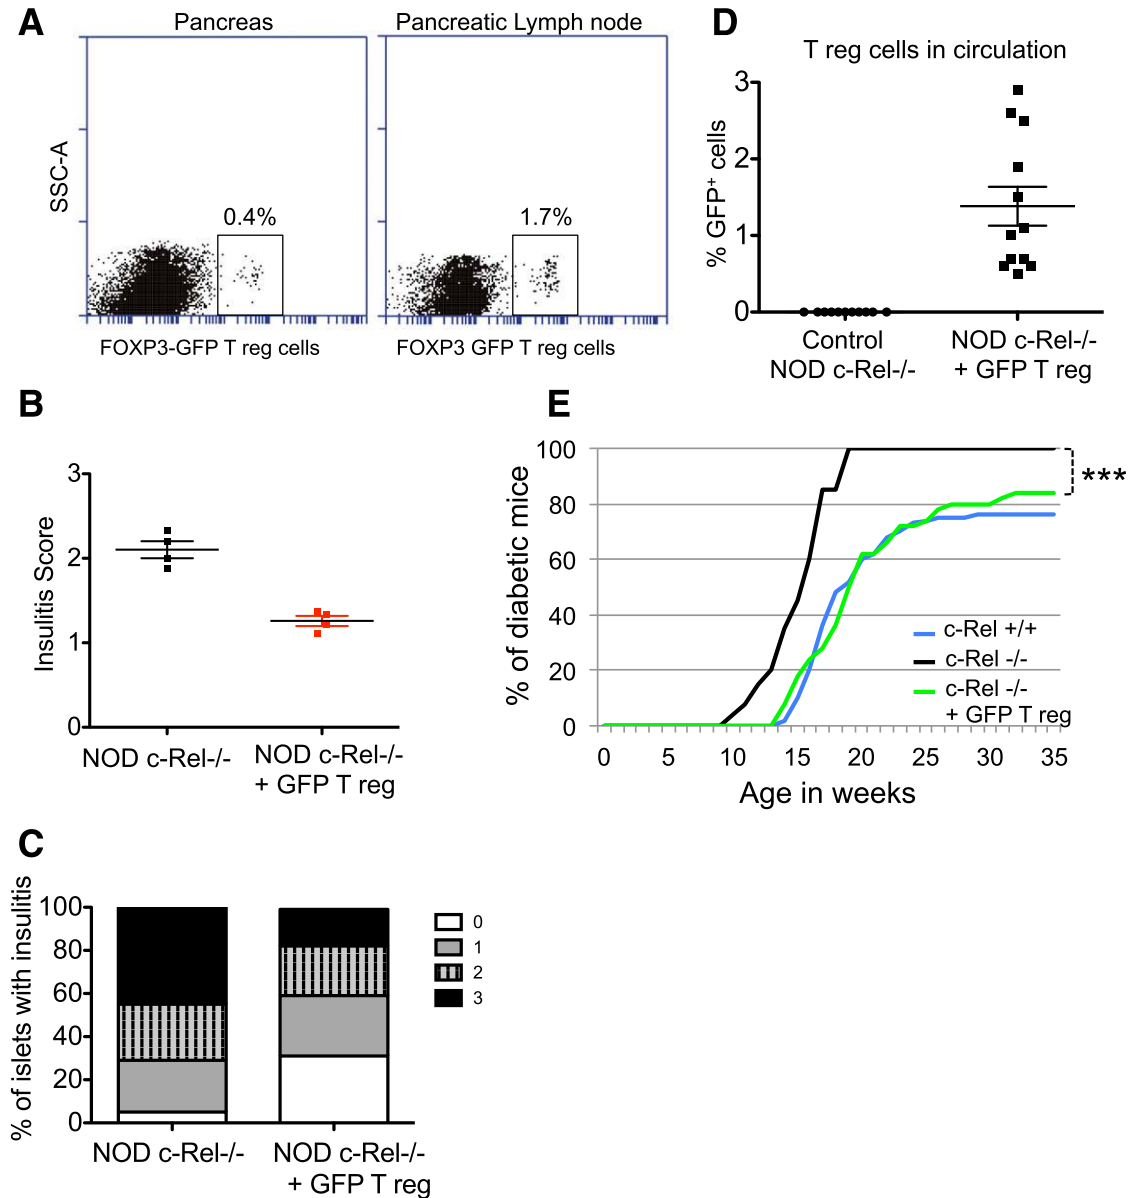 A
Pancreas
Pancreatic Lymph node
SSC-A
0.4%
1.7%
FOXP3-GFP T reg cells
FOXP3 GFP T reg cells
D
T reg cells in circulation
% GFP+ cells
3
2
1
0
Control
NOD c-Rel-/-
NOD c-Rel-/-
+ GFP T reg
B
Insulitis Score
3
2
1
0
NOD c-Rel-/-
NOD c-Rel-/-
+ GFP T reg
E
% of diabetic mice
100
80
60
40
20
0
***
c-Rel +/+
c-Rel -/-
c-Rel -/-
+ GFP T reg
0 5 10 15 20 25 30 35
Age in weeks
C
% of islets with insulitis
100
80
60
40
20
0
0
1
2
3
NOD c-Rel-/-
NOD c-Rel-/-
+ GFP T reg